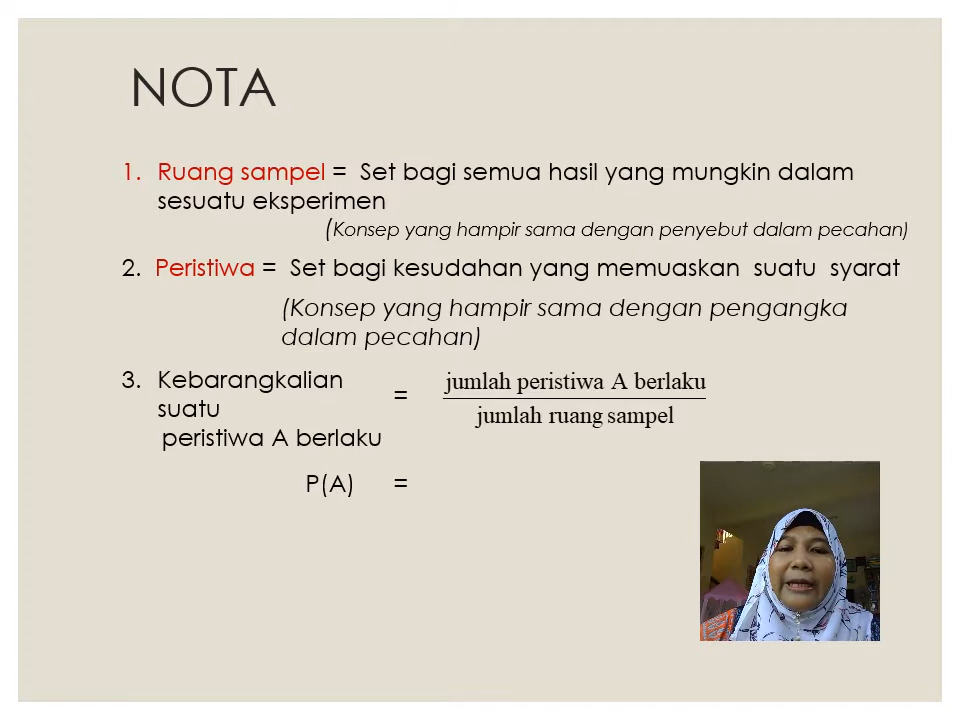 NOTA
1. Ruang sampel = Set bagi semua hasil yang mungkin dalam
sesuatu eksperimen
(Konsep yang hampir sama dengan penyebut dalam pecahan)
2. Peristiwa = Set bagi kesudahan yang memuaskan suatu syarat
(Konsep yang hampir sama dengan pengangka
dalam pecahan)
3. Kebarangkalian
suatu
peristiwa A berlaku
=
jumlah peristiwa A berlaku
jumlah ruang sampel
P(A) =